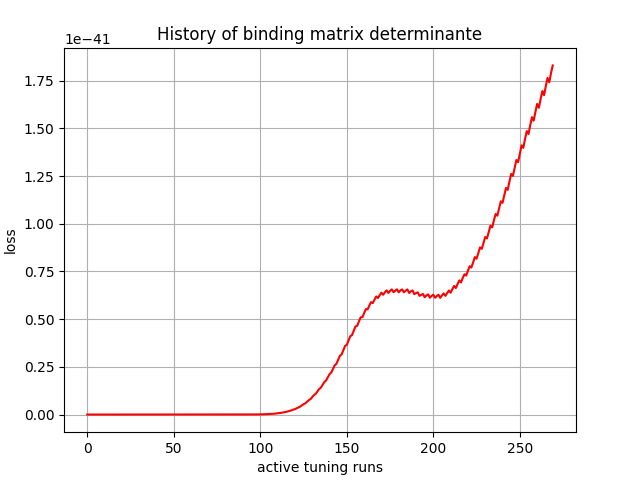 History of binding matrix determinante
1e−41
1.75
1.50
1.25
1.00
0.75
0.50
0.25
0.00
loss
0 50 100 150 200 250
active tuning runs